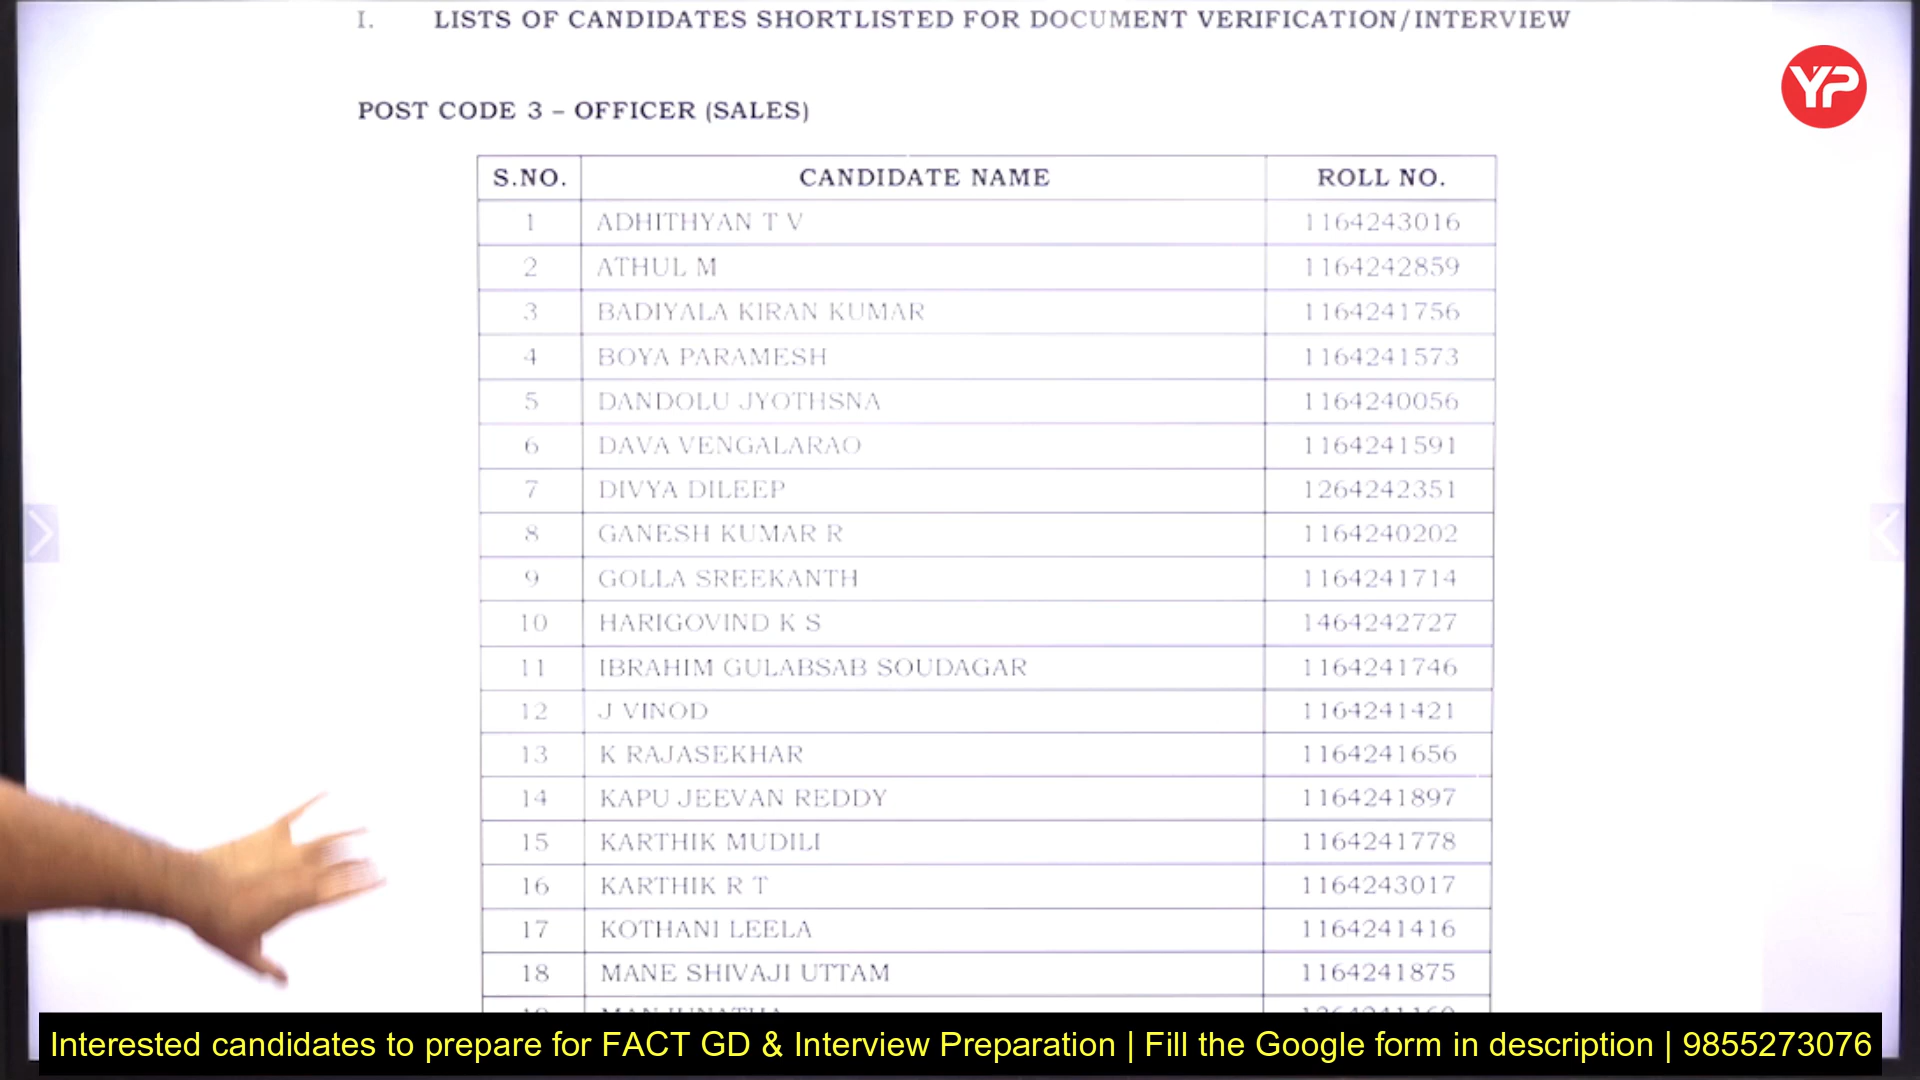 I. LISTS OF CANDIDATES SHORTLISTED FOR DOCUMENT VERIFICATION/INTERVIEW
YP
POST CODE 3 – OFFICER (SALES)
S.NO. CANDIDATE NAME ROLL NO.
1 ADHITHYAN T V 1164243016
2 ATHUL M 1164242859
3 BADIYALA KIRAN KUMAR 1164241756
4 BOYA PARAMESH 1164241573
5 DANDOLU JYOTHSNA 1164240056
6 DAVA VENGALARAO 1164241591
7 DIVYA DILEEP 1264242351
8 GANESH KUMAR R 1164240202
9 GOLLA SREEKANTH 1164241714
10 HARIGOVIND K S 1464242727
11 IBRAHIM GULABSAB SOUDAGAR 1164241746
12 J VINOD 1164241421
13 K RAJASEKHAR 1164241656
14 KAPU JEEVAN REDDY 1164241897
15 KARTHIK MUDILI 1164241778
16 KARTHIK R T 1164243017
17 KOTHANI LEELA 1164241416
18 MANE SHIVAJI UTTAM 1164241875
19 MANJUNATHA
Interested candidates to prepare for FACT GD & Interview Preparation | Fill the Google form in description | 9855273076